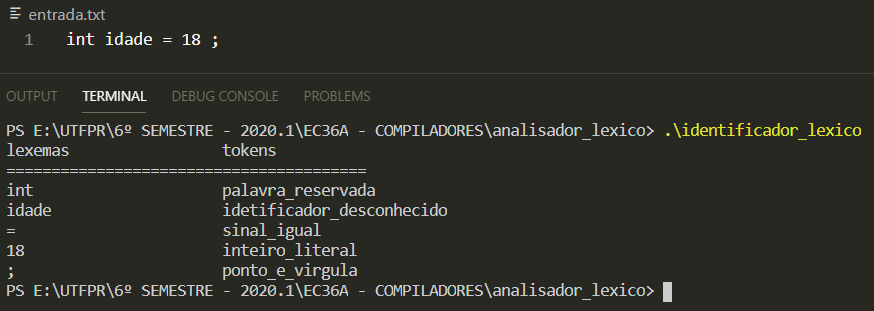 entrada.txt
1 int idade = 18 ;
OUTPUT TERMINAL DEBUG CONSOLE PROBLEMS
PS E:\UTFPR\6º SEMESTRE - 2020.1\EC36A - COMPILADORES\analisador_lexico> .\identificador_lexico
lexemas tokens
========================================
int palavra_reservada
idade idetificador_desconhecido
= sinal_igual
18 inteiro_literal
; ponto_e_virgula
PS E:\UTFPR\6º SEMESTRE - 2020.1\EC36A - COMPILADORES\analisador_lexico>